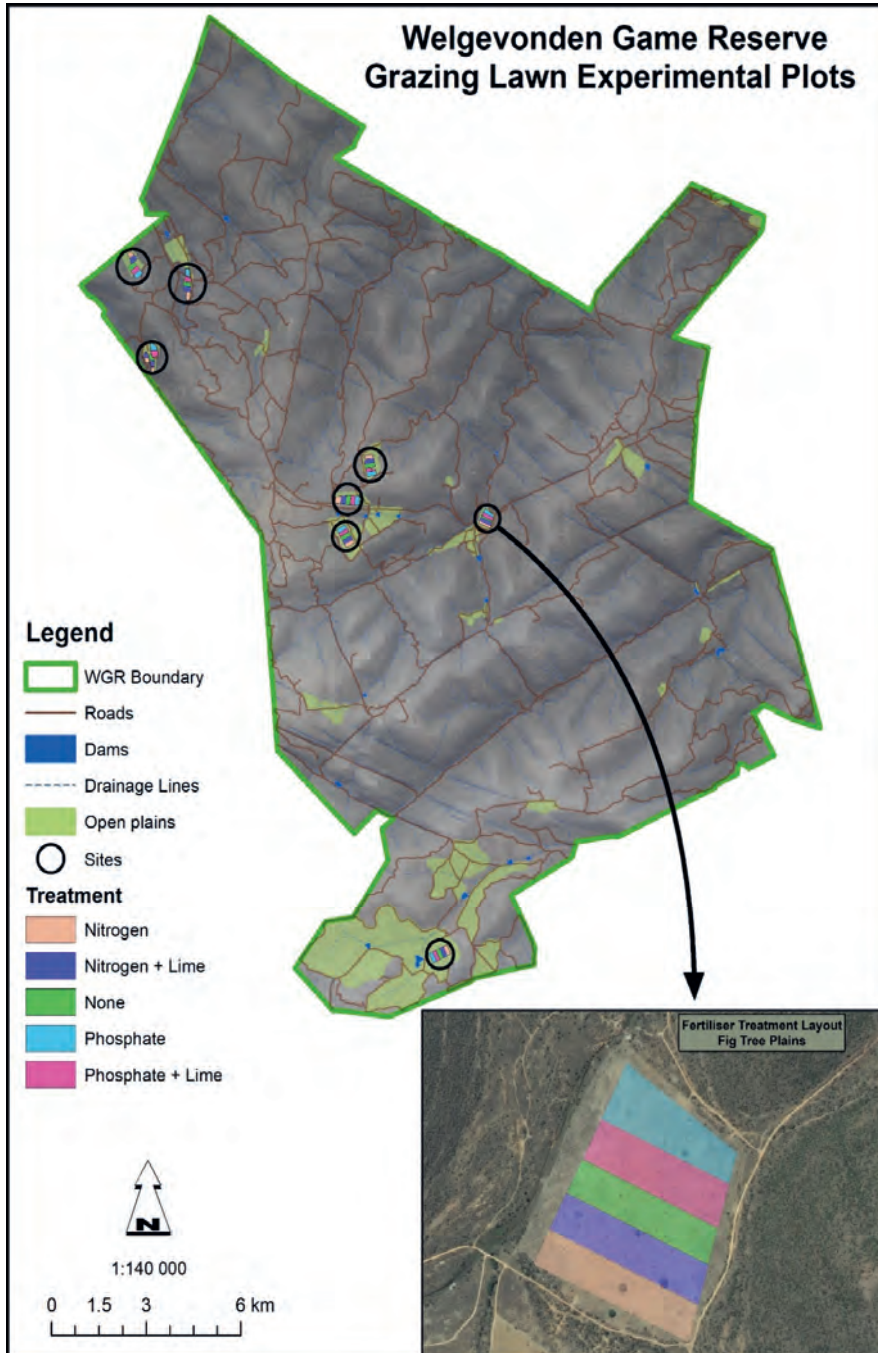 Welgevonden Game Reserve
Grazing Lawn Experimental Plots
Legend
WGR Boundary
Roads
Dams
Drainage Lines
Open plains
Sites
Treatment
Nitrogen
Nitrogen + Lime
None
Phosphate
Phosphate + Lime
N
1:140 000
0 1.5 3 6 km
Fertiliser Treatment Layout
Fig Tree Plains